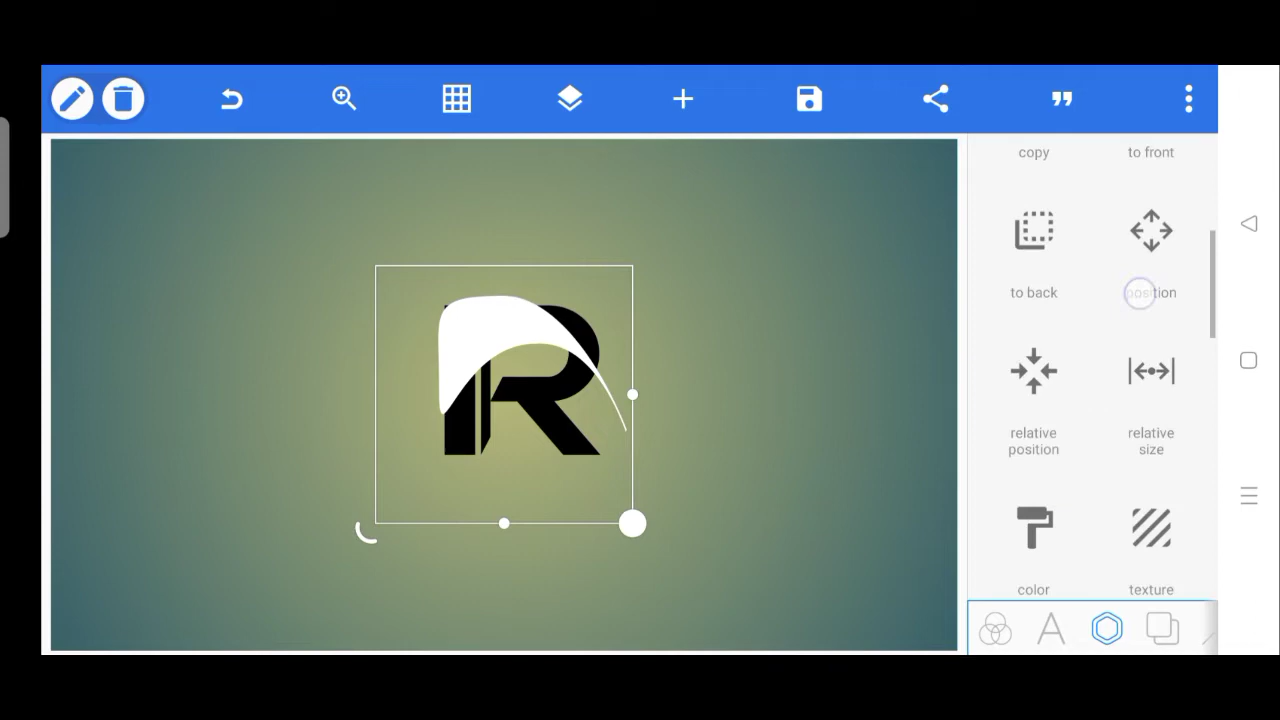 copy
to front
to back
position
relative
position
relative
size
color
texture
R